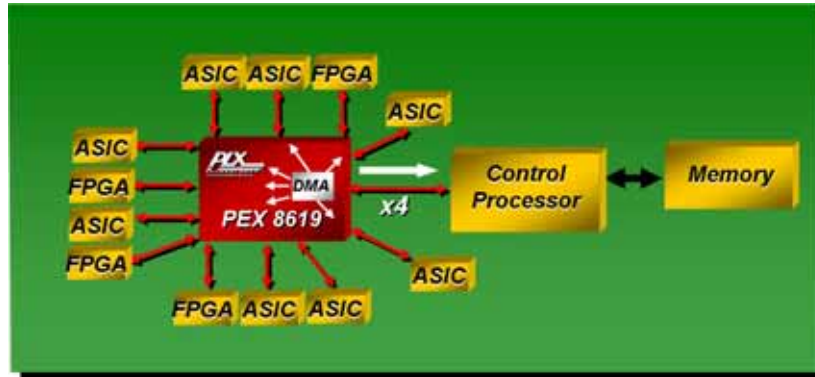 ASIC ASIC FPGA
ASIC
ASIC
PLX
Control
Processor
Memory
FPGA
DMA
x4
ASIC
PEX 8619
FPGA
ASIC
FPGA ASIC ASIC